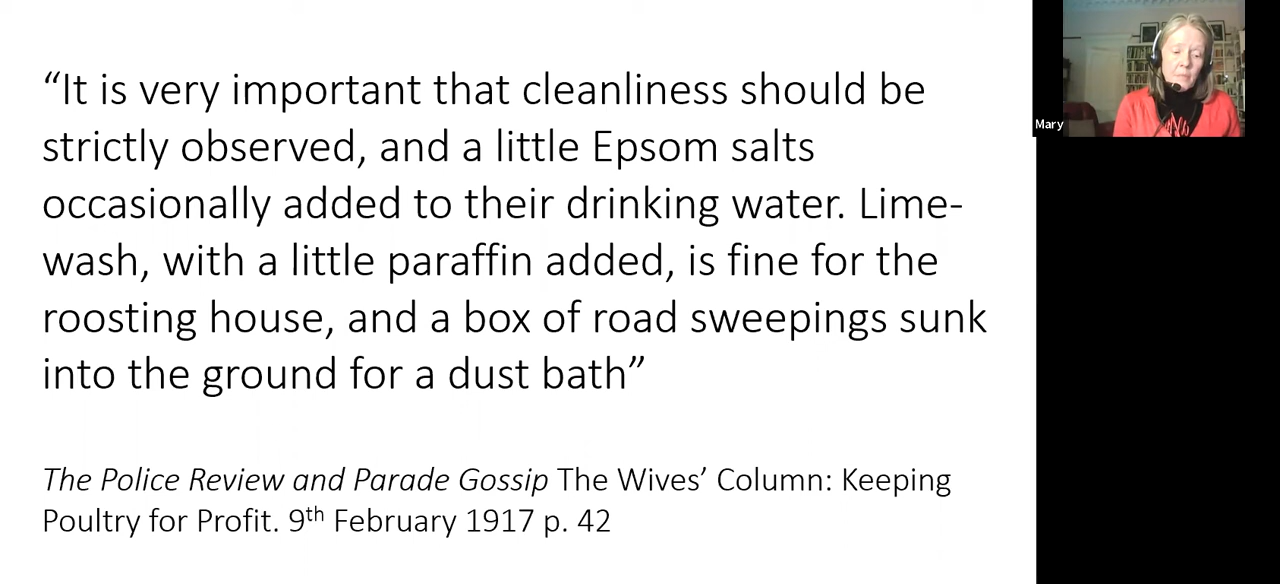 “It is very important that cleanliness should be
strictly observed, and a little Epsom salts
occasionally added to their drinking water. Lime-
wash, with a little paraffin added, is fine for the
roosting house, and a box of road sweepings sunk
into the ground for a dust bath”
The Police Review and Parade Gossip The Wives’ Column: Keeping
Poultry for Profit. 9th February 1917 p. 42
Mary